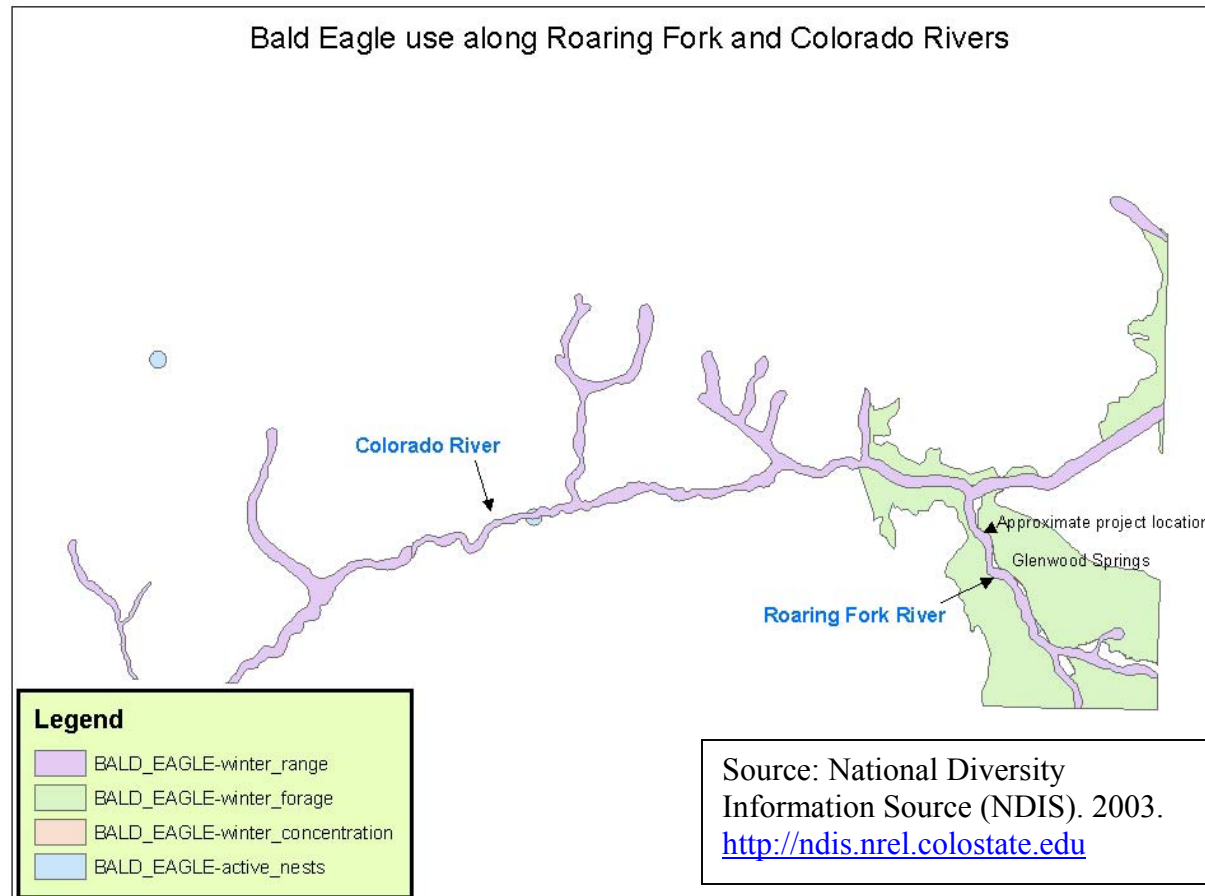 Bald Eagle use along Roaring Fork and Colorado Rivers
Colorado River
Approximate project location
Glenwood Springs
Roaring Fork River
Legend
BALD_EAGLE-winter_range
BALD_EAGLE-winter_forage
BALD_EAGLE-winter_concentration
BALD_EAGLE-active_nests
Source: National Diversity
Information Source (NDIS). 2003.
http://ndis.nrel.colostate.edu